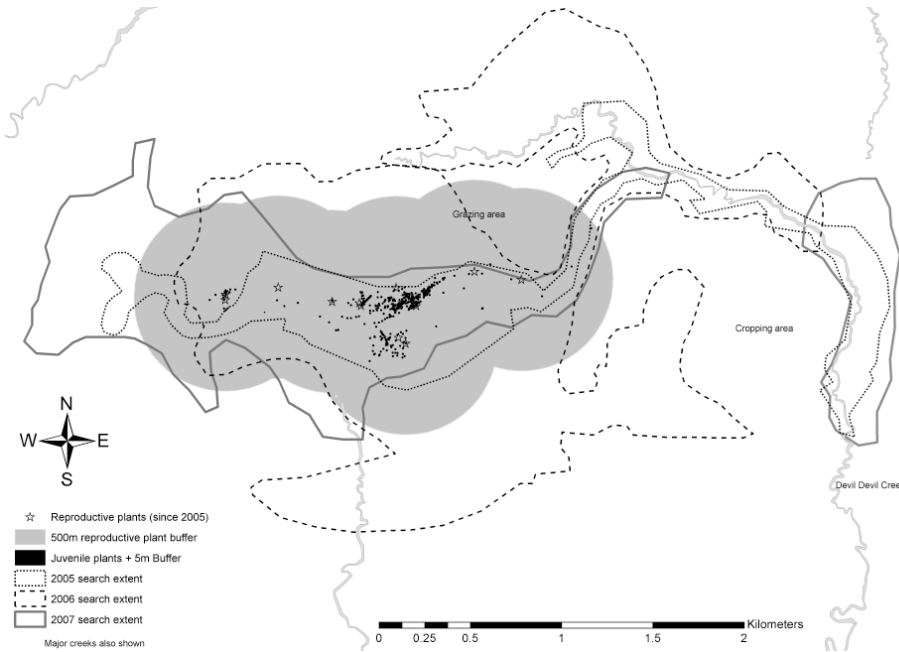 Grazing area
Cropping area
N
W E
S
Devil Devil Cree
Reproductive plants (since 2005)
500m reproductive plant buffer
Juvenile plants + 5m Buffer
2005 search extent
2006 search extent
2007 search extent
Major creeks also shown
Kilometers
0 0.25 0.5 1 1.5 2